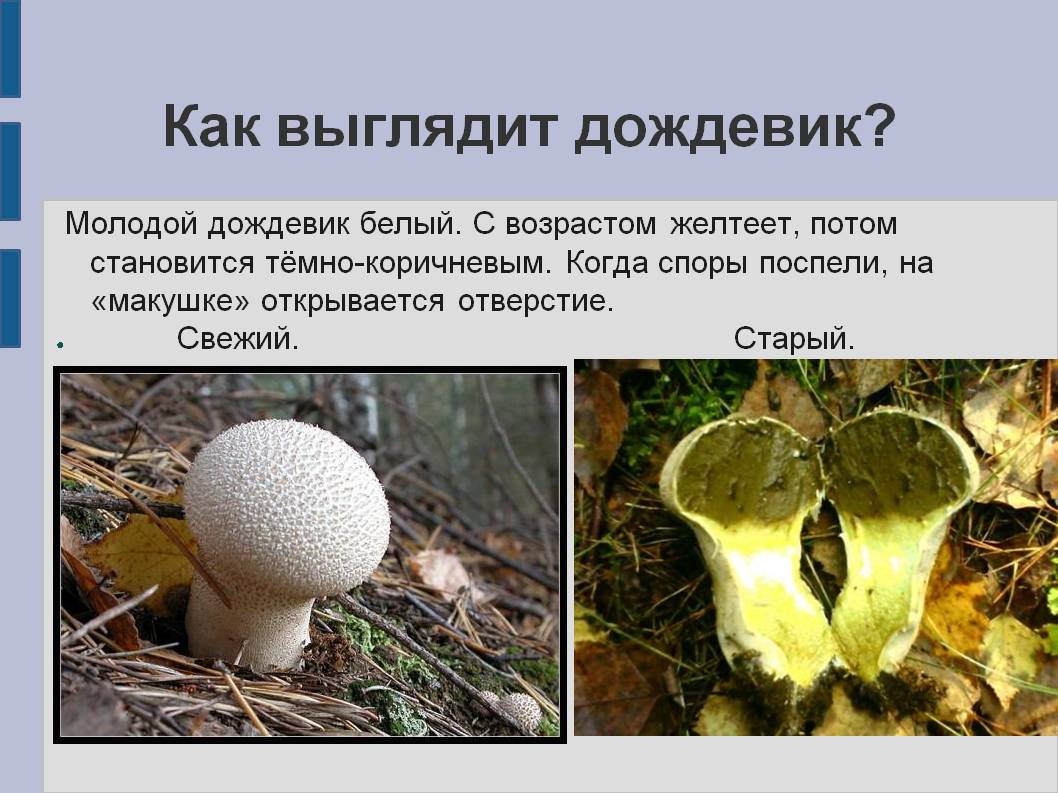 Как выглядит дождевик?
Молодой дождевик белый. С возрастом желтеет, потом
становится тёмно-коричневым. Когда споры поспели, на
«макушке» открывается отверстие.
Свежий. Старый.